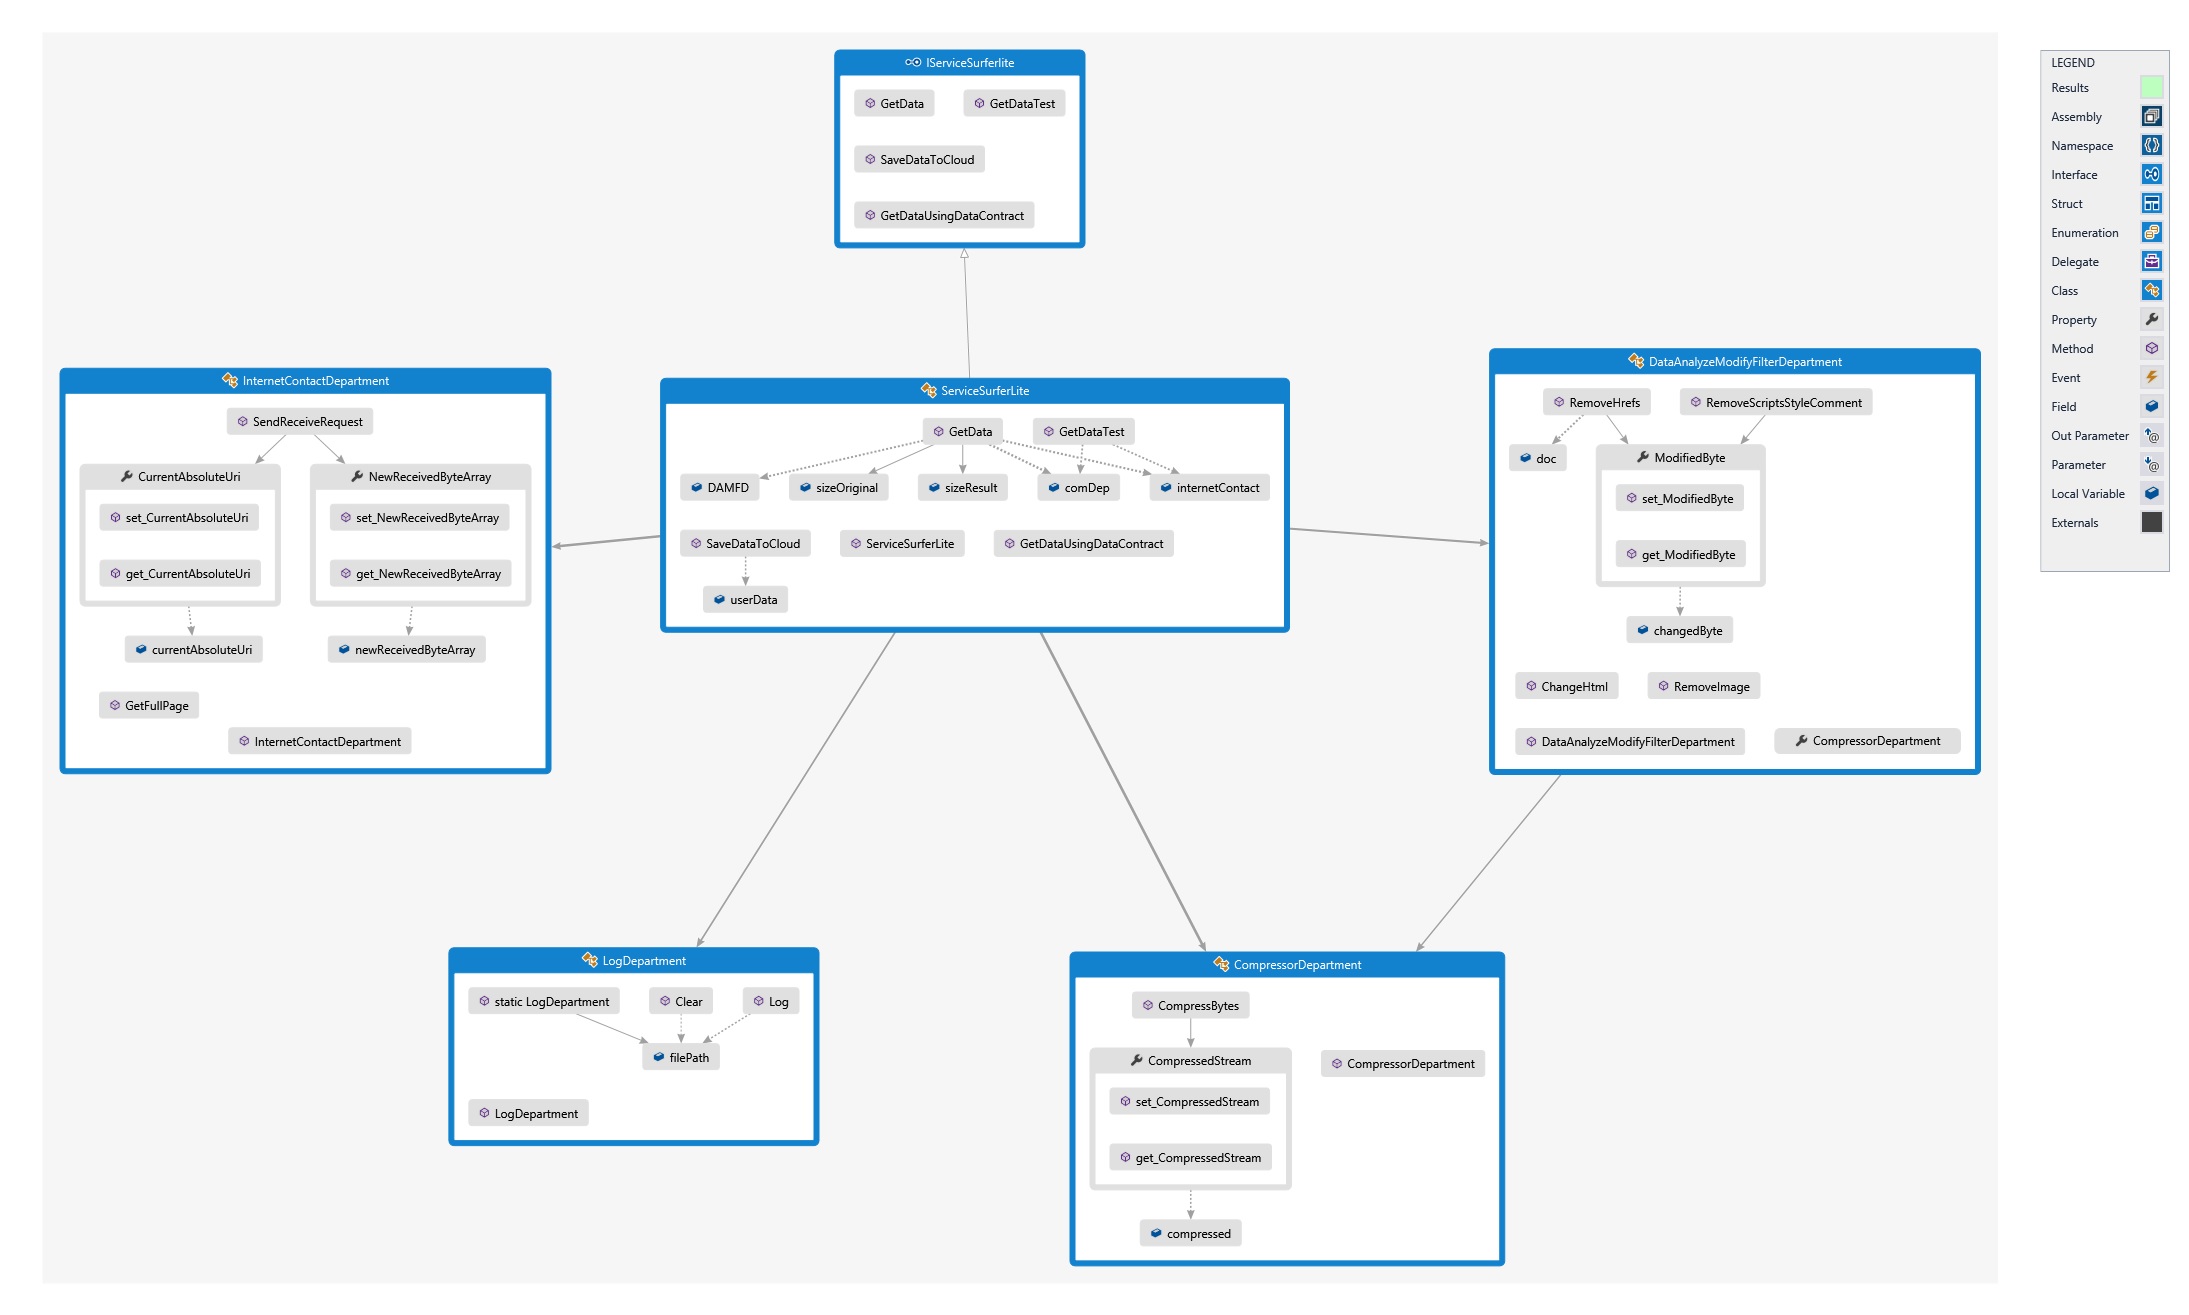 IServiceSurferlite
GetData
GetDataTest
SaveDataToCloud
GetDataUsingDataContract
InternetContactDepartment
SendReceiveRequest
CurrentAbsoluteUri
NewReceivedByteArray
set_CurrentAbsoluteUri
set_NewReceivedByteArray
get_CurrentAbsoluteUri
get_NewReceivedByteArray
currentAbsoluteUri
newReceivedByteArray
GetFullPage
InternetContactDepartment
ServiceSurferLite
GetData
GetDataTest
DAMFD
sizeOriginal
sizeResult
comDep
internetContact
SaveDataToCloud
ServiceSurferLite
GetDataUsingDataContract
userData
DataAnalyzeModifyFilterDepartment
RemoveHrefs
RemoveScriptsStyleComment
doc
ModifiedByte
set_ModifiedByte
get_ModifiedByte
changedByte
ChangeHtml
RemoveImage
DataAnalyzeModifyFilterDepartment
CompressorDepartment
LogDepartment
static LogDepartment
Clear
Log
filePath
LogDepartment
CompressorDepartment
CompressBytes
CompressedStream
CompressorDepartment
set_CompressedStream
get_CompressedStream
compressed
LEGEND
Results
Assembly
Namespace
Interface
Struct
Enumeration
Delegate
Class
Property
Method
Event
Field
Out Parameter
Parameter
Local Variable
Externals